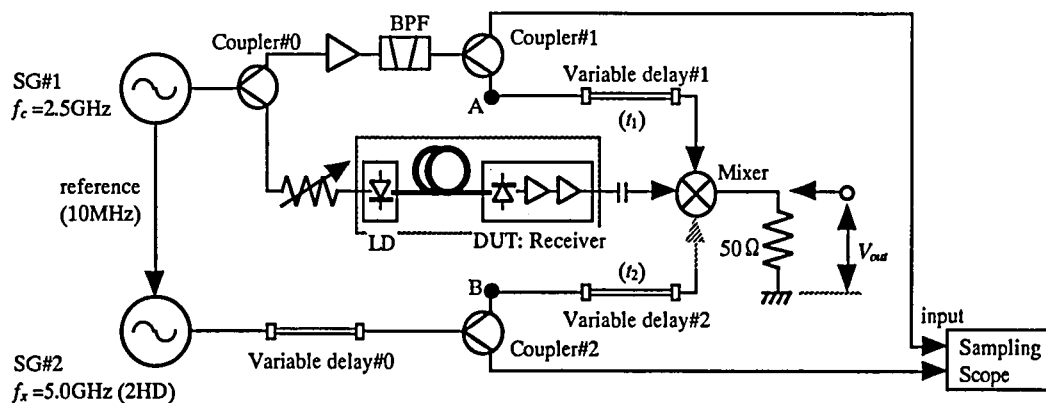 BPF
Coupler#0
Coupler#1
SG#1
f_c=2.5GHz
Variable delay#1
A
(t_1)
Mixer
reference
(10MHz)
LD
DUT: Receiver
50Ω
V_out
B
(t_2)
Variable delay#2
input
Variable delay#0
Coupler#2
Sampling
Scope
SG#2
f_x=5.0GHz (2HD)